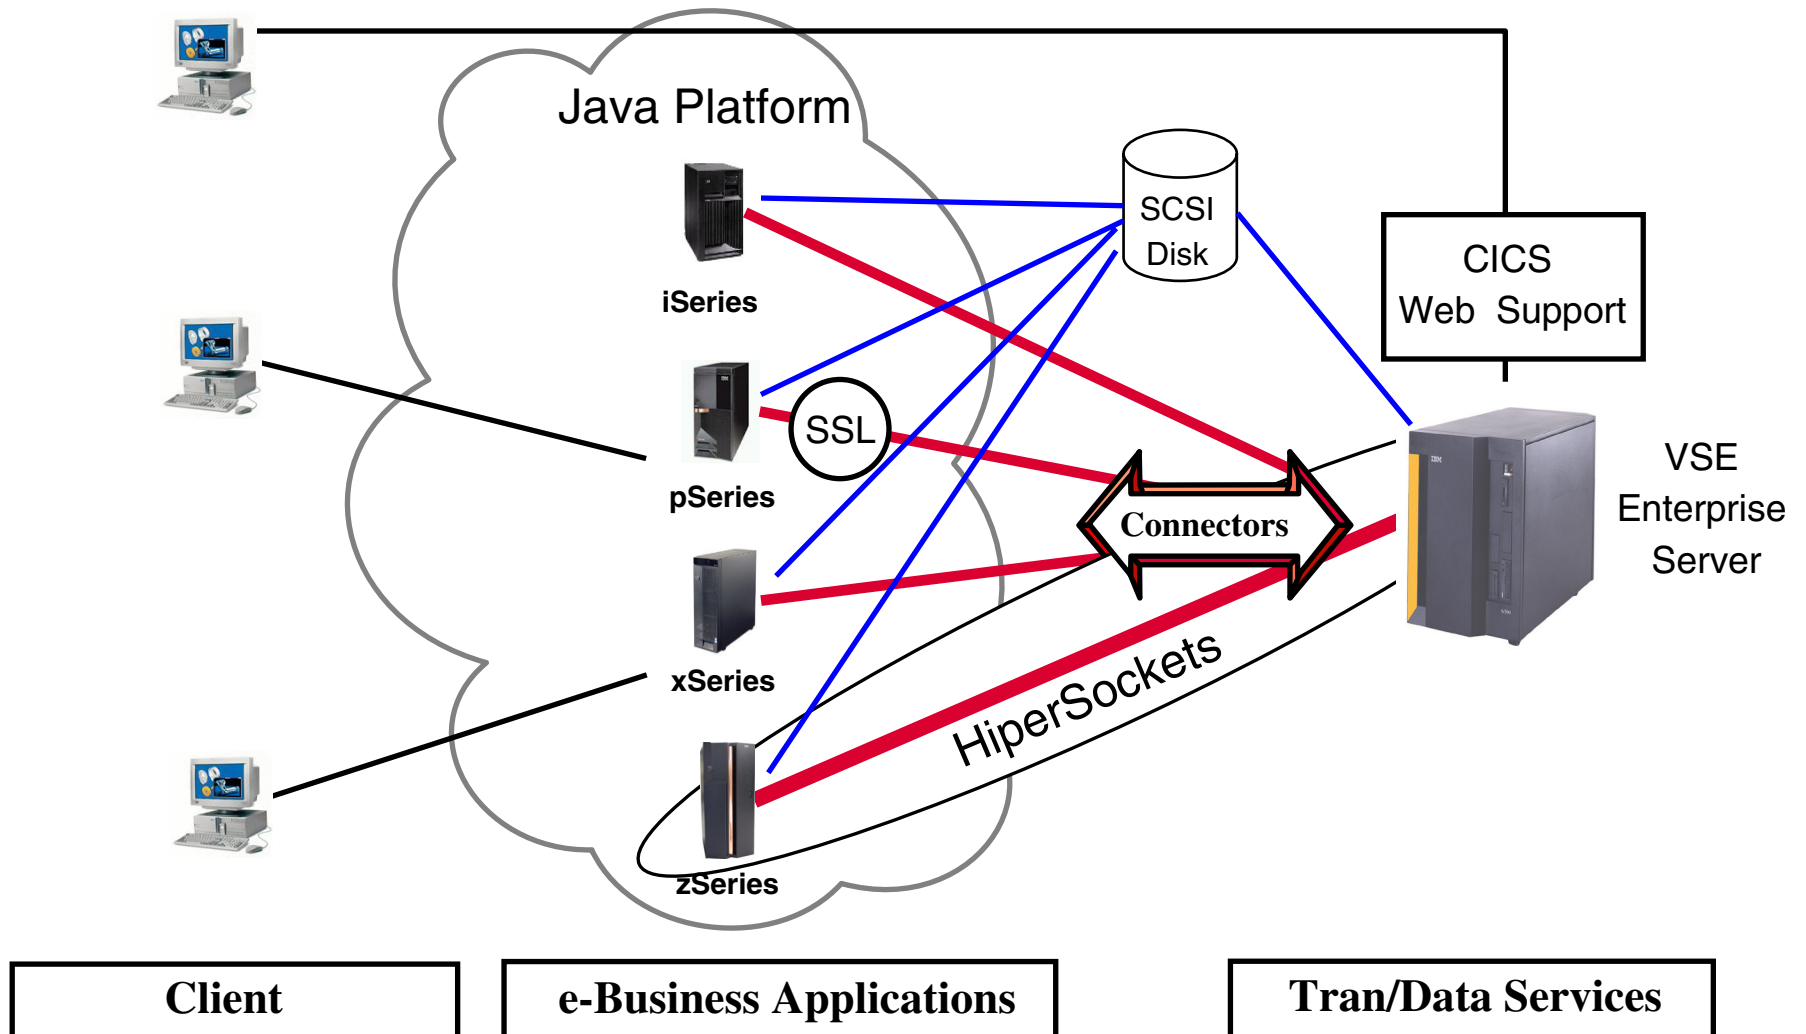 Java Platform
SCSI
Disk
CICS
Web Support
iSeries
SSL
pSeries
Connectors
VSE
Enterprise
Server
xSeries
HiperSockets
zSeries
Client
e-Business Applications
Tran/Data Services